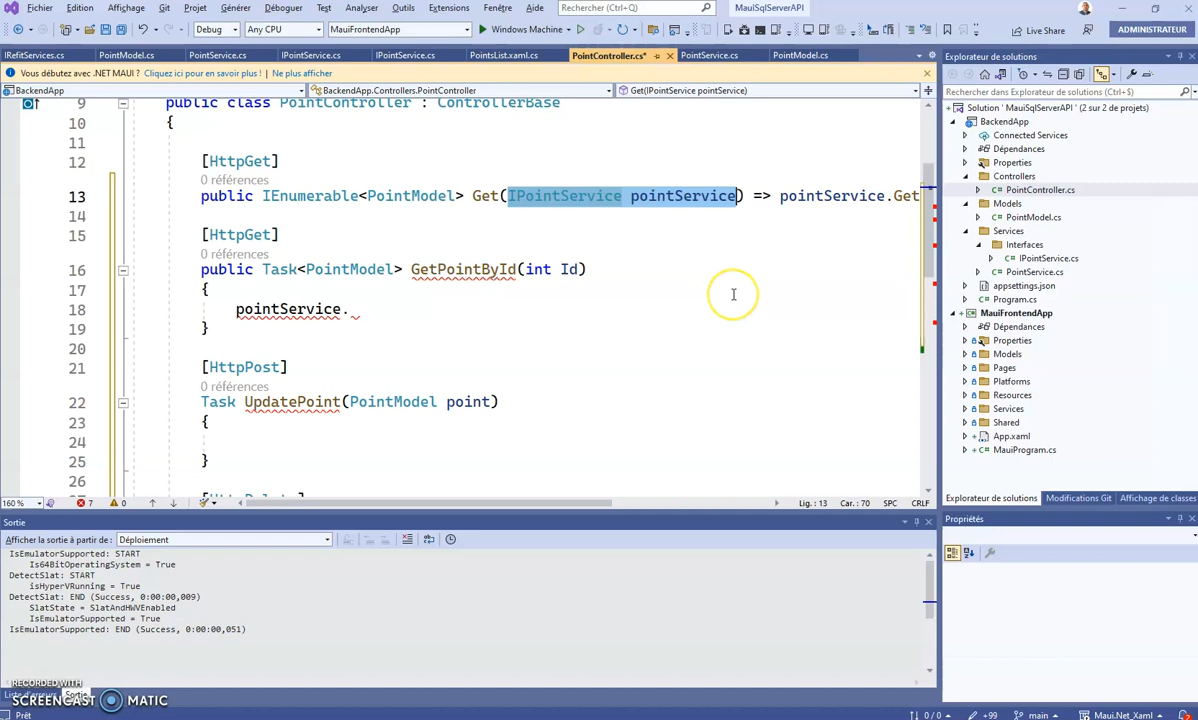 Fichier Edition Affichage Git Projet Générer Déboguer Test Analyser Outils Extensions Fenêtre Aide Rechercher (Ctrl+Q) MauiSqlServerAPI
Debug Any CPU MauiFrontendApp Windows Machine Live Share ADMINISTRATEUR
IRefitServices.cs PointModel.cs PointService.cs IPointService.cs IPointService.cs PointsList.xaml.cs PointController.cs* PointService.cs PointModel.cs
Vous débutez avec .NET MAUI ? Cliquez ici pour en savoir plus ! Ne plus afficher
BackendApp BackendApp.Controllers.PointController Get(IPointService pointService)
9 public class PointController : ControllerBase
10 {
11
12 [HttpGet]
0 références
13 public IEnumerable<PointModel> Get(IPointService pointService) => pointService.Get
14
15 [HttpGet]
0 références
16 public Task<PointModel> GetPointById(int Id)
17 {
18 pointService.
19 }
20
21 [HttpPost]
0 références
22 Task UpdatePoint(PointModel point)
23 {
24
25 }
26
160 % 7 0 Lig. : 13 Car. : 70 SPC CRLF
Sortie
Afficher la sortie à partir de : Déploiement
IsEmulatorSupported: START
Is64BitOperatingSystem = True
DetectSlat: START
isHyperVRunning = True
DetectSlat: END (Success, 0:00:00,009)
SlatState = SlatAndHWVEnabled
IsEmulatorSupported = True
IsEmulatorSupported: END (Success, 0:00:00,051)
RECORDED WITH
SCREENCAST MATIC
Liste d'erreurs Sortie
Prêt 0 / 0 +99 main Maui.Net_Xaml
Explorateur de solutions
Rechercher dans Explorateur de solutions (Ctrl+$)
Solution 'MauiSqlServerAPI' (2 sur 2 de projets)
BackendApp
Connected Services
Dépendances
Properties
Controllers
PointController.cs
Models
PointModel.cs
Services
Interfaces
IPointService.cs
PointService.cs
appsettings.json
Program.cs
MauiFrontendApp
Dépendances
Properties
Models
Pages
Platforms
Resources
Services
Shared
App.xaml
MauiProgram.cs
Explorateur de solutions Modifications Git Affichage de classes
Propriétés